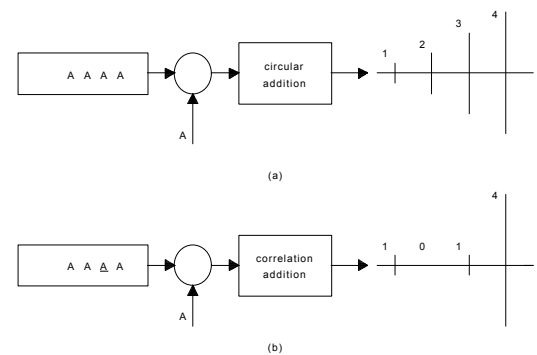 4
3
2
1
A A A A
circular
addition
A
(a)
4
1 0 1
A A A̲ A
correlation
addition
A
(b)